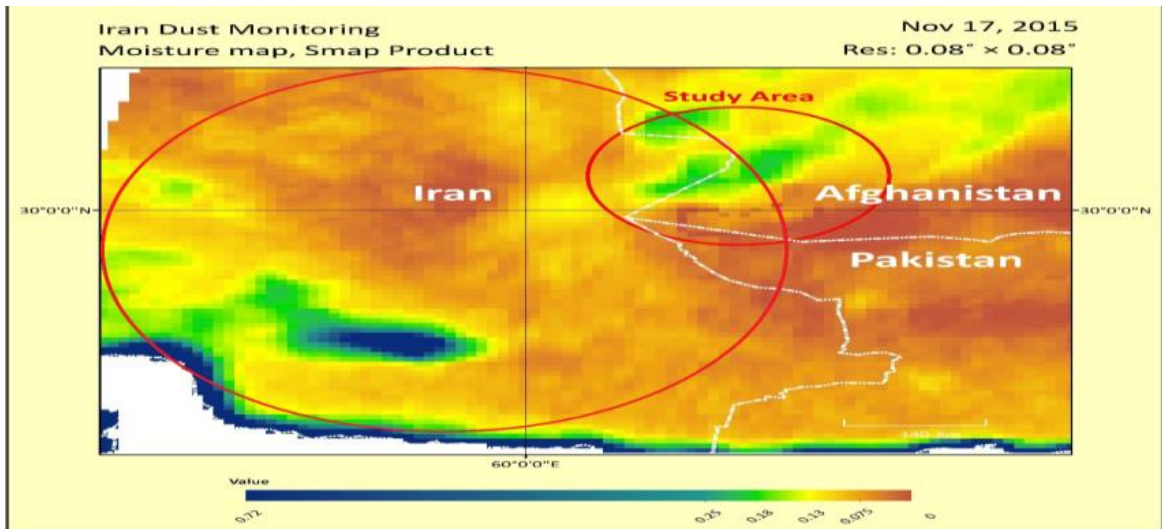 Iran Dust Monitoring
Nov 17, 2015
Moisture map, Smap Product
Res: 0.08° × 0.08°
Study Area
Iran
Afghanistan
30°0'0"N
30°0'0"N
Pakistan
60°0'0"E
Value
0.72
0.25
0.18
0.13
0.075
0